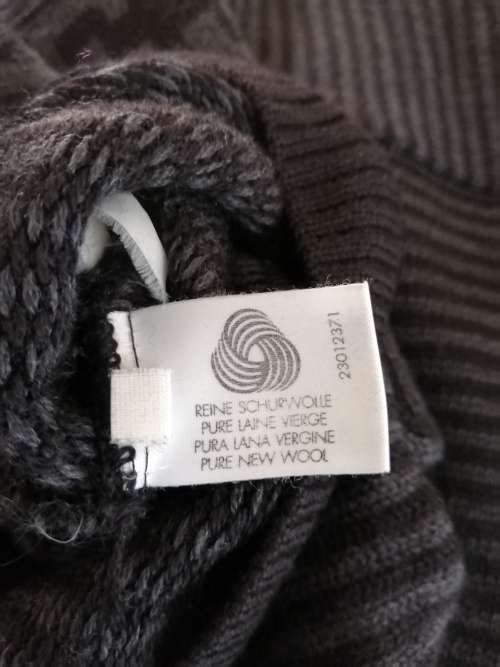 REINE SCHURWOLLE
PURE LAINE VIERGE
PURA LANA VERGINE
PURE NEW WOOL
23012371